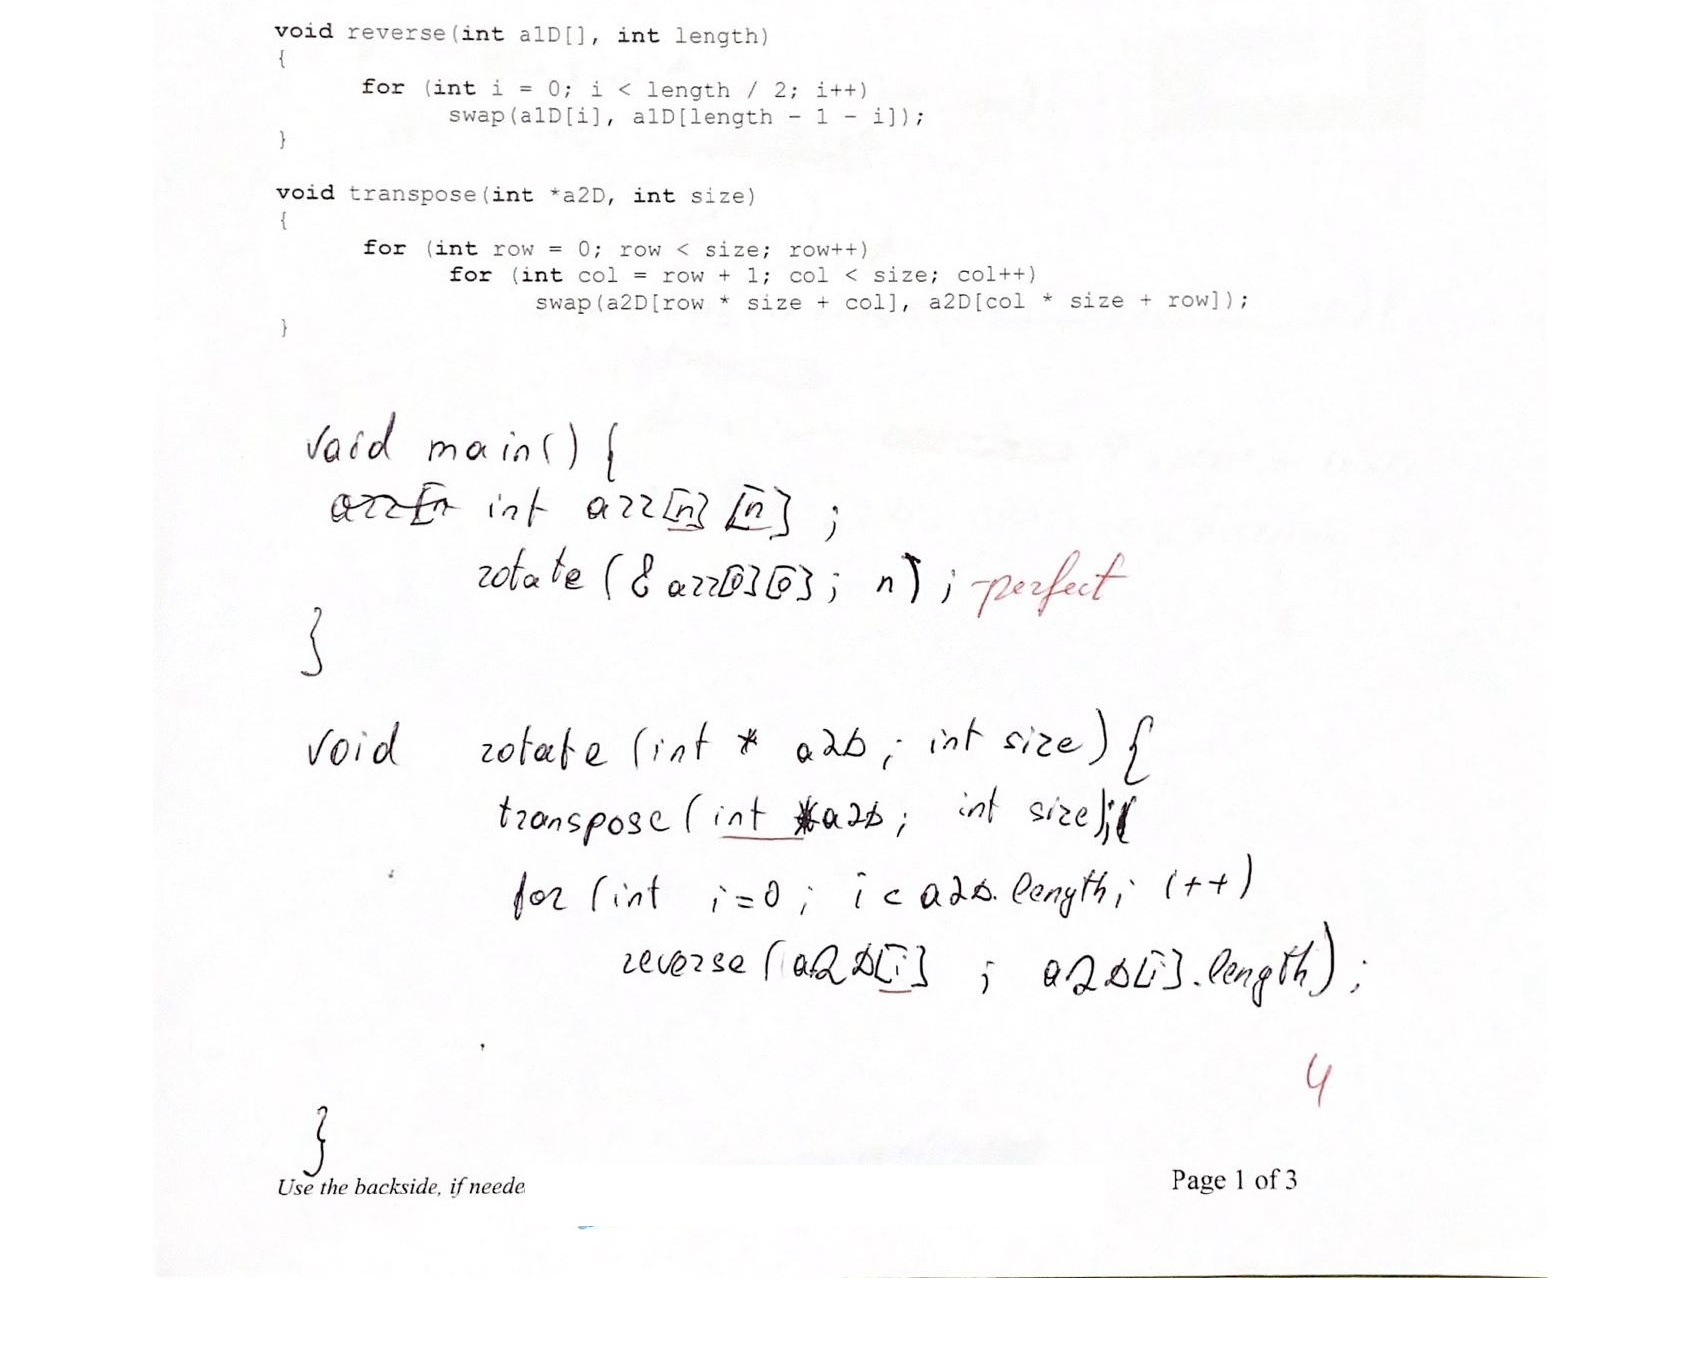 void reverse(int a1D[], int length)
{
for (int i = 0; i < length / 2; i++)
swap(a1D[i], a1D[length - 1 - i]);
}
void transpose(int *a2D, int size)
{
for (int row = 0; row < size; row++)
for (int col = row + 1; col < size; col++)
swap(a2D[row * size + col], a2D[col * size + row]);
}
void main() {
arr[n int arr[n] [n] ;
rotate (& arr[0][0] ; n) ; -perfect
}
void rotate (int * a2D ; int size) {
transpose (int *a2D ; int size);
for (int i=0 ; i < a2D.length ; i++)
reverse (a2D[i] ; a2D[i].length) ;
4
}
Use the backside, if neede
Page 1 of 3